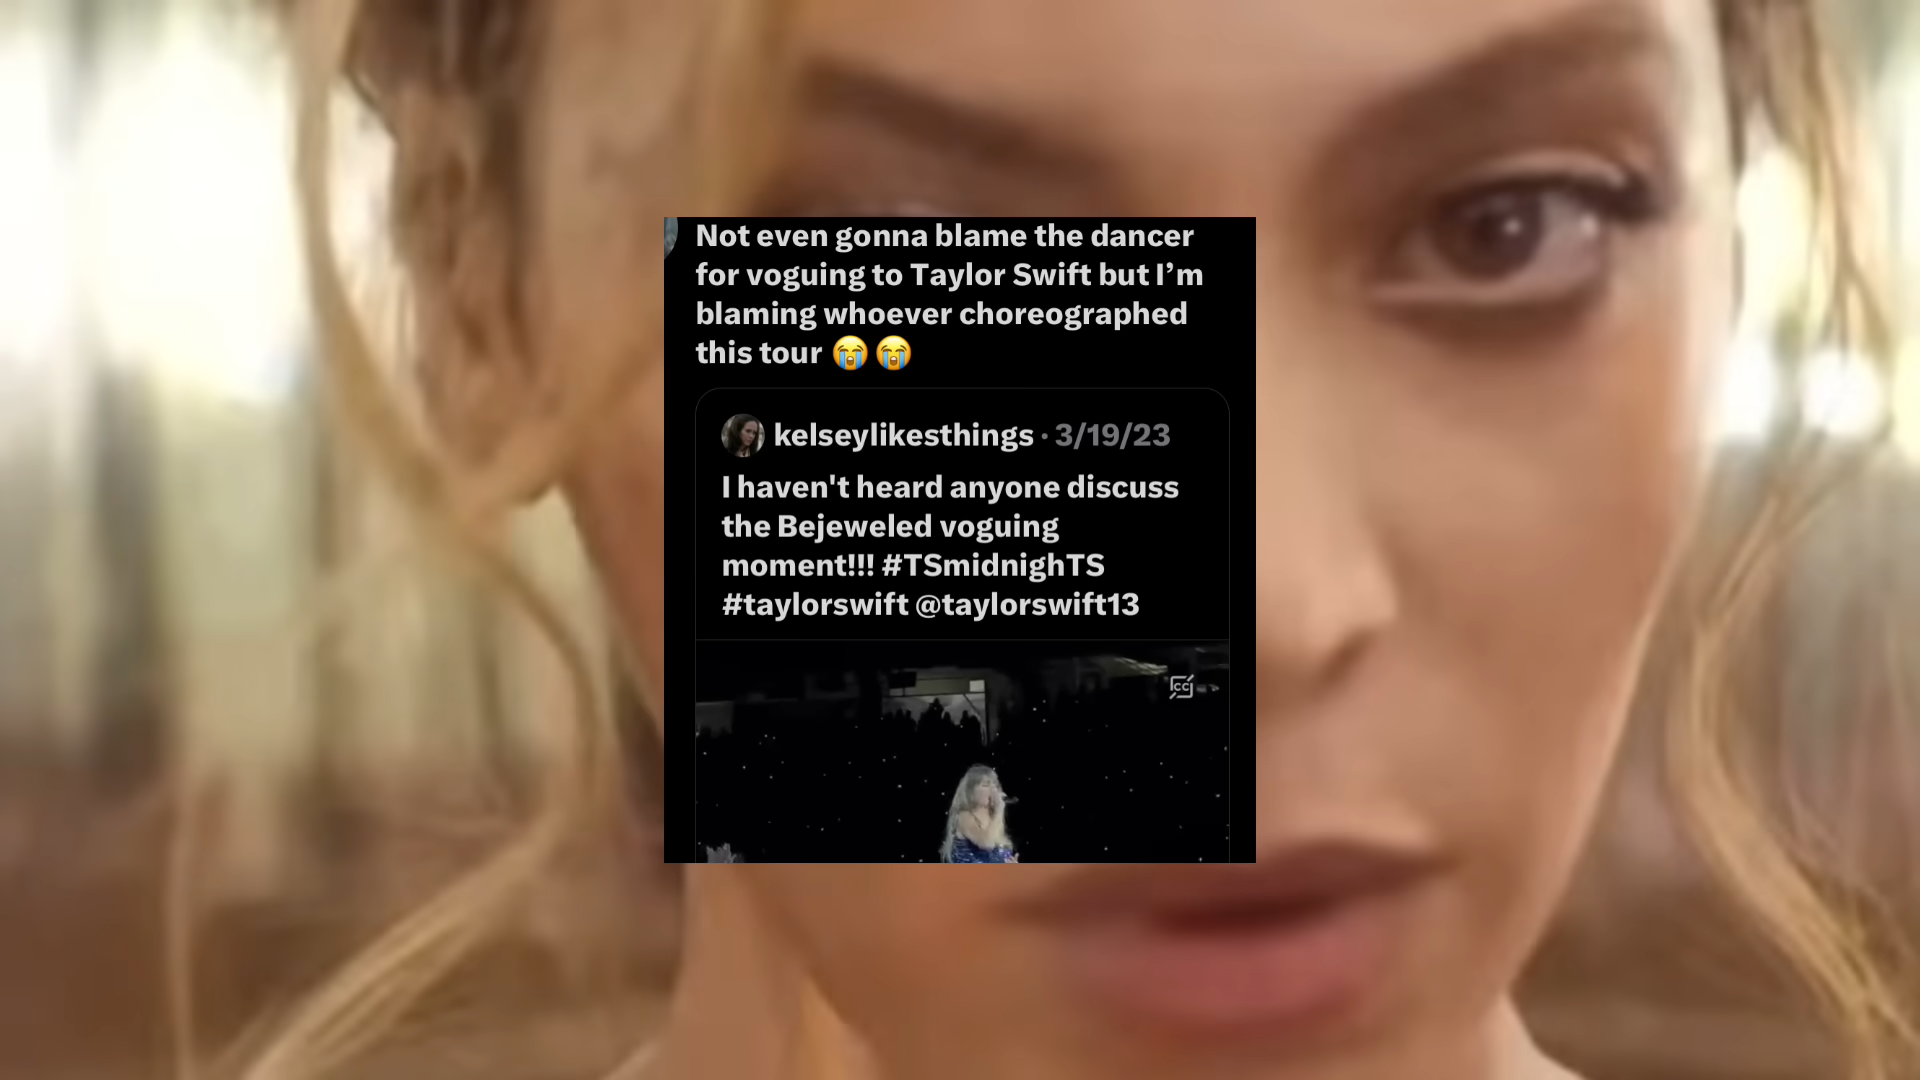 Not even gonna blame the dancer
for voguing to Taylor Swift but I’m
blaming whoever choreographed
this tour 😭😭
kelseylikesthings · 3/19/23
I haven't heard anyone discuss
the Bejeweled voguing
moment!!! #TSmidnighTS
#taylorswift @taylorswift13
CC